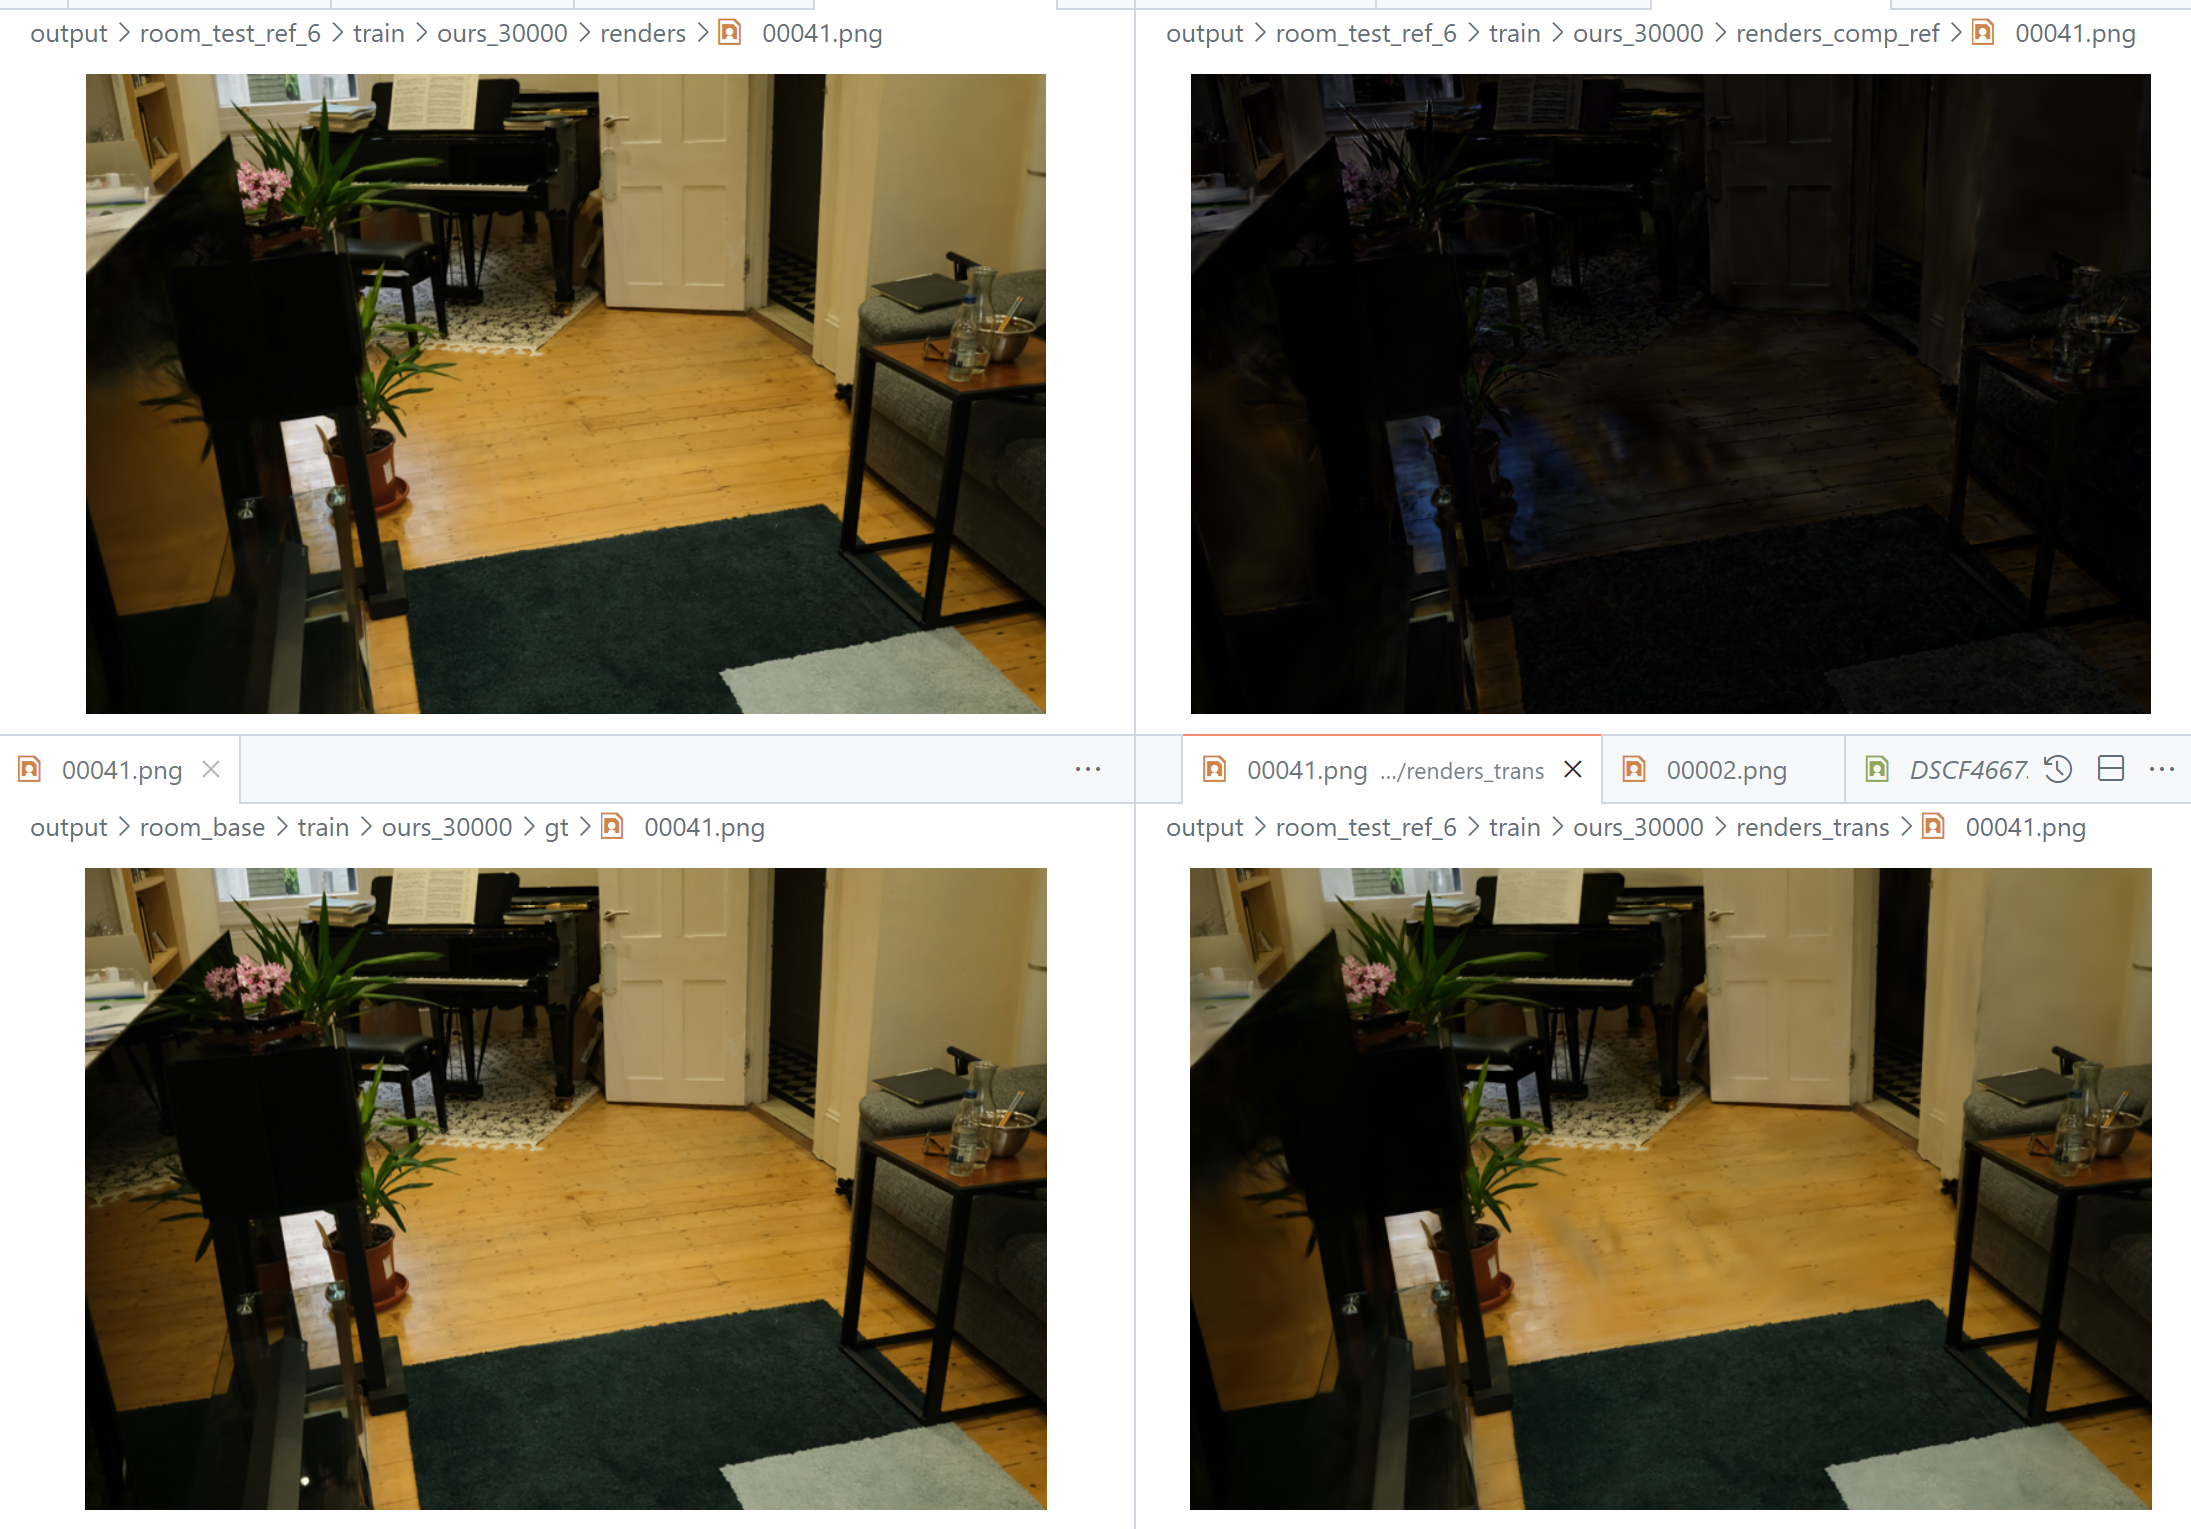 output > room_test_ref_6 > train > ours_30000 > renders > 00041.png
output > room_test_ref_6 > train > ours_30000 > renders_comp_ref > 00041.png
00041.png
00041.png .../renders_trans
00002.png
DSCF4667.
output > room_base > train > ours_30000 > gt > 00041.png
output > room_test_ref_6 > train > ours_30000 > renders_trans > 00041.png